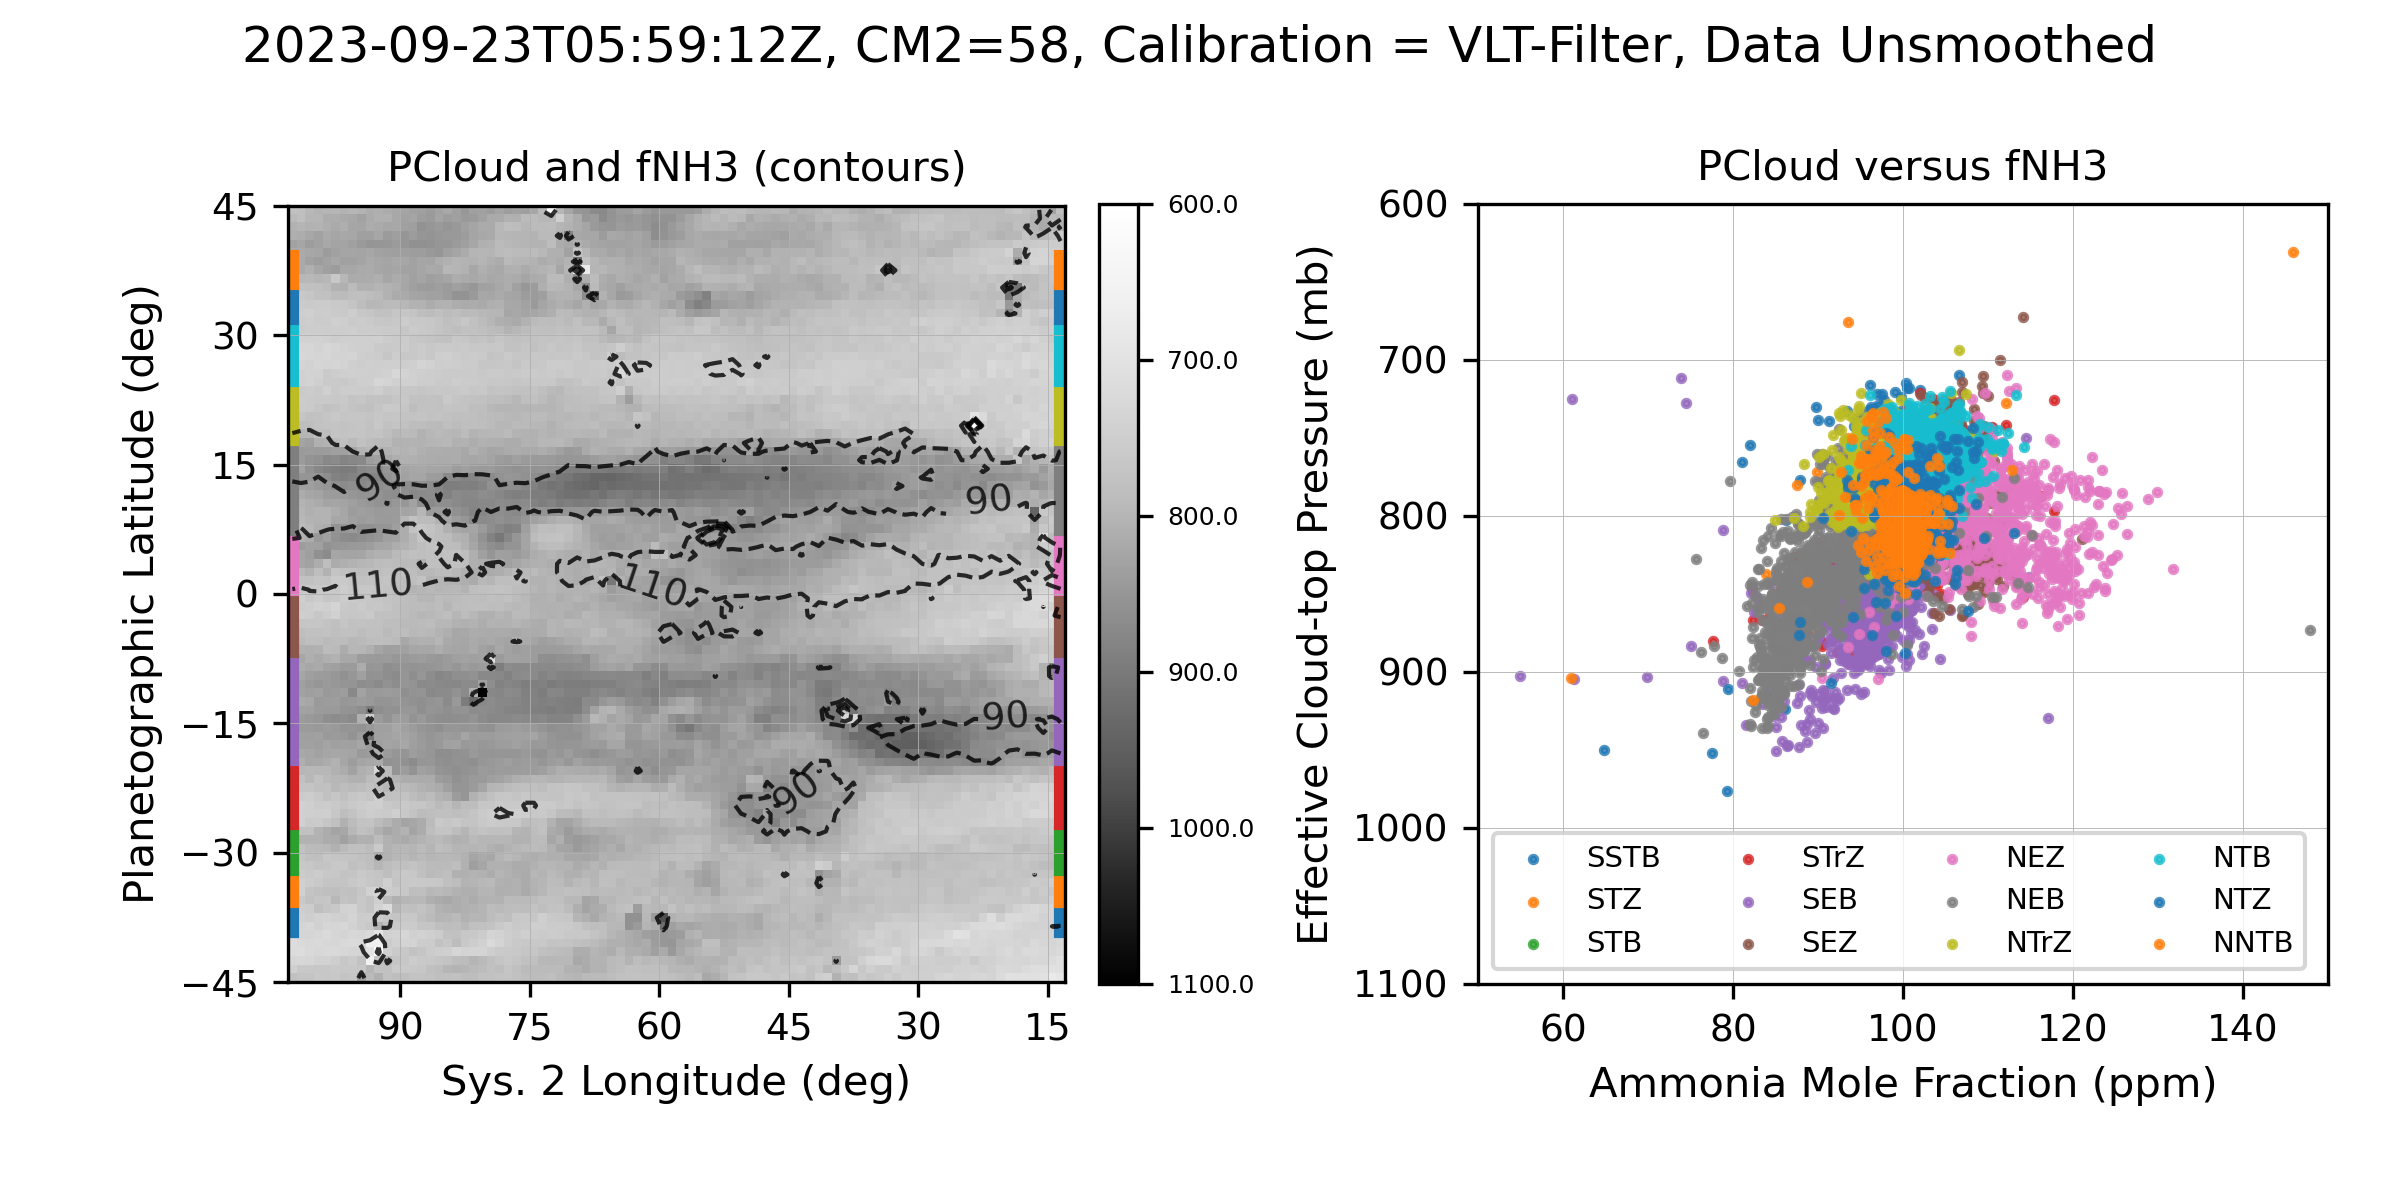 2023-09-23T05:59:12Z, CM2=58, Calibration = VLT-Filter, Data Unsmoothed
PCloud and fNH3 (contours)
Planetographic Latitude (deg)
45
30
15
0
−15
−30
−45
90
90
110
110
90
90
90
75
60
45
30
15
Sys. 2 Longitude (deg)
600.0
700.0
800.0
900.0
1000.0
1100.0
PCloud versus fNH3
Effective Cloud-top Pressure (mb)
600
700
800
900
1000
1100
SSTB STrZ NEZ NTB
STZ SEB NEB NTZ
STB SEZ NTrZ NNTB
60 80 100 120 140
Ammonia Mole Fraction (ppm)